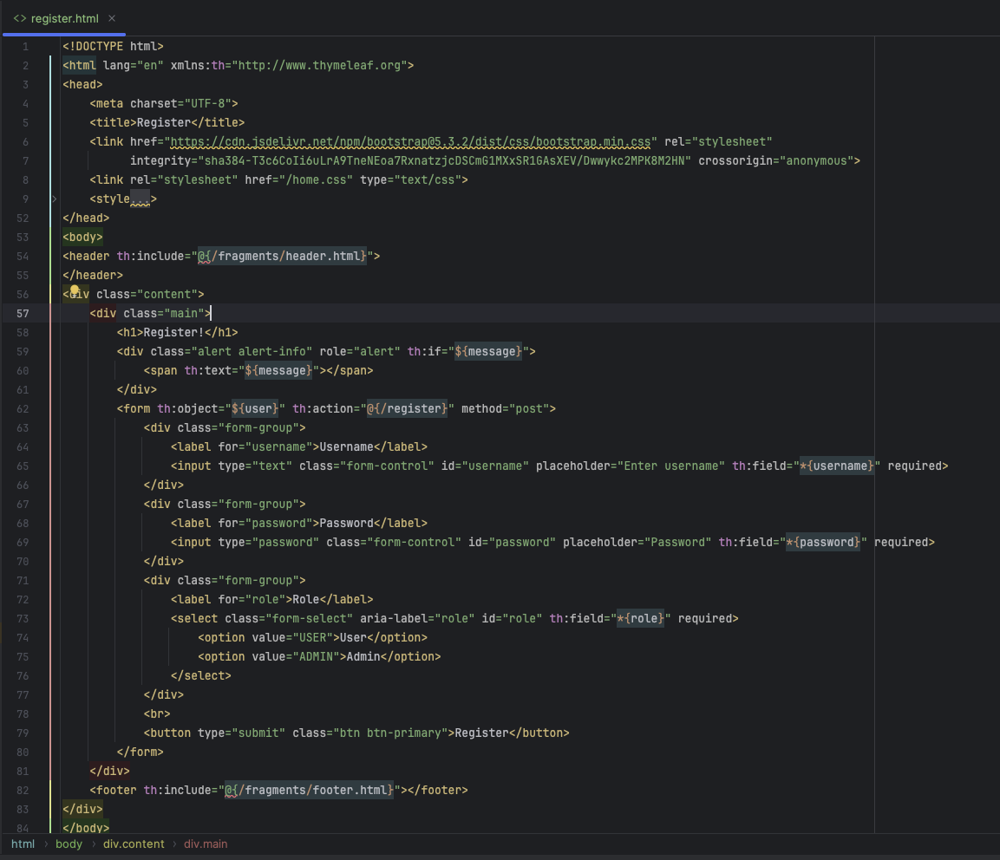 <> register.html ×
1 <!DOCTYPE html>
2 <html lang="en" xmlns:th="http://www.thymeleaf.org">
3 <head>
4     <meta charset="UTF-8">
5     <title>Register</title>
6     <link href="https://cdn.jsdelivr.net/npm/bootstrap@5.3.2/dist/css/bootstrap.min.css" rel="stylesheet"
7           integrity="sha384-T3c6CoIi6uLrA9TneNEoa7RxnatzjcDSCmG1MXxSR1GAsXEV/Dwwykc2MPK8M2HN" crossorigin="anonymous">
8     <link rel="stylesheet" href="/home.css" type="text/css">
9     <style...>
52 </head>
53 <body>
54 <header th:include="@{/fragments/header.html}">
55 </header>
56 <div class="content">
57     <div class="main">
58         <h1>Register!</h1>
59         <div class="alert alert-info" role="alert" th:if="${message}">
60             <span th:text="${message}"></span>
61         </div>
62         <form th:object="${user}" th:action="@{/register}" method="post">
63             <div class="form-group">
64                 <label for="username">Username</label>
65                 <input type="text" class="form-control" id="username" placeholder="Enter username" th:field="*{username}" required>
66             </div>
67             <div class="form-group">
68                 <label for="password">Password</label>
69                 <input type="password" class="form-control" id="password" placeholder="Password" th:field="*{password}" required>
70             </div>
71             <div class="form-group">
72                 <label for="role">Role</label>
73                 <select class="form-select" aria-label="role" id="role" th:field="*{role}" required>
74                     <option value="USER">User</option>
75                     <option value="ADMIN">Admin</option>
76                 </select>
77             </div>
78             <br>
79             <button type="submit" class="btn btn-primary">Register</button>
80         </form>
81     </div>
82     <footer th:include="@{/fragments/footer.html}"></footer>
83 </div>
84 </body>
html › body › div.content › div.main